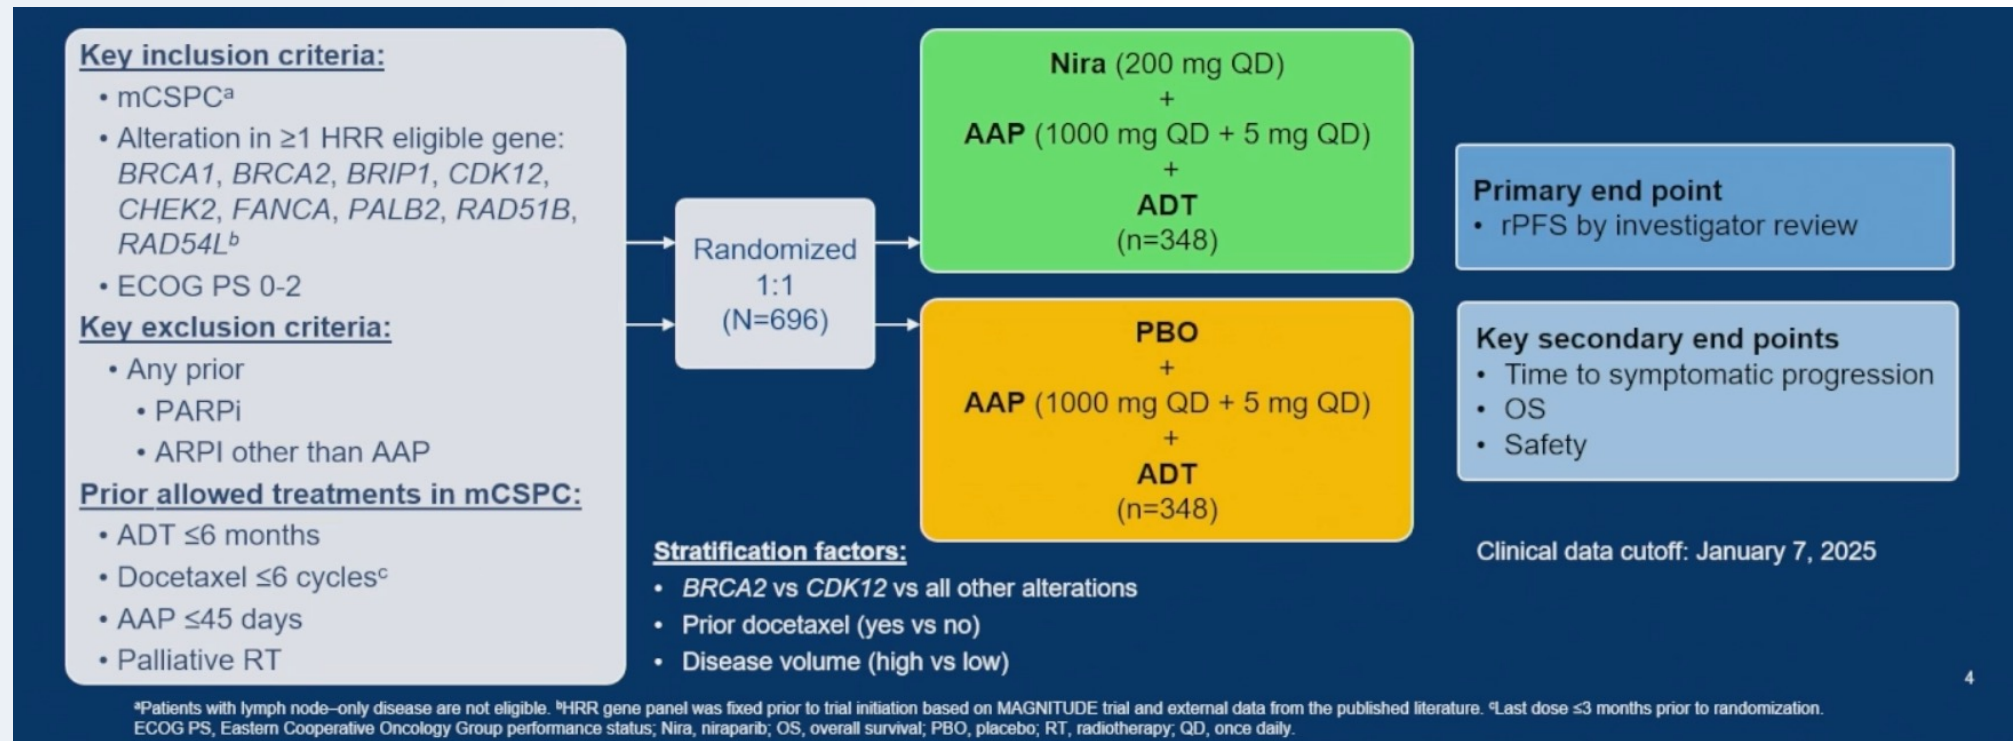 Key inclusion criteria:
• mCSPCᵃ
• Alteration in ≥1 HRR eligible gene:
BRCA1, BRCA2, BRIP1, CDK12,
CHEK2, FANCA, PALB2, RAD51B,
RAD54Lᵇ
• ECOG PS 0-2
Key exclusion criteria:
• Any prior
• PARPi
• ARPI other than AAP
Prior allowed treatments in mCSPC:
• ADT ≤6 months
• Docetaxel ≤6 cyclesᶜ
• AAP ≤45 days
• Palliative RT
Randomized
1:1
(N=696)
Nira (200 mg QD)
+
AAP (1000 mg QD + 5 mg QD)
+
ADT
(n=348)
PBO
+
AAP (1000 mg QD + 5 mg QD)
+
ADT
(n=348)
Stratification factors:
• BRCA2 vs CDK12 vs all other alterations
• Prior docetaxel (yes vs no)
• Disease volume (high vs low)
Primary end point
• rPFS by investigator review
Key secondary end points
• Time to symptomatic progression
• OS
• Safety
Clinical data cutoff: January 7, 2025
4
ᵃPatients with lymph node–only disease are not eligible. ᵇHRR gene panel was fixed prior to trial initiation based on MAGNITUDE trial and external data from the published literature. ᶜLast dose ≤3 months prior to randomization.
ECOG PS, Eastern Cooperative Oncology Group performance status; Nira, niraparib; OS, overall survival; PBO, placebo; RT, radiotherapy; QD, once daily.